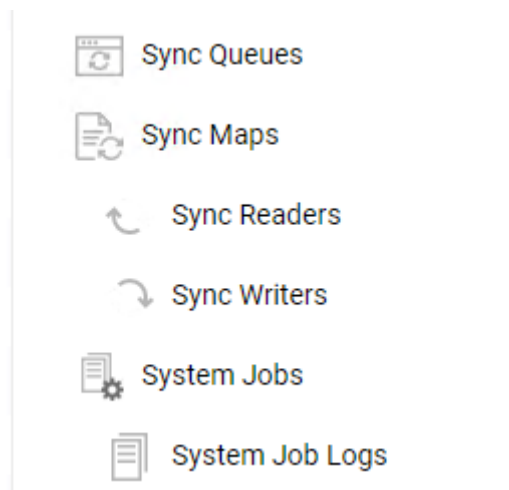 Sync Queues
Sync Maps
Sync Readers
Sync Writers
System Jobs
System Job Logs